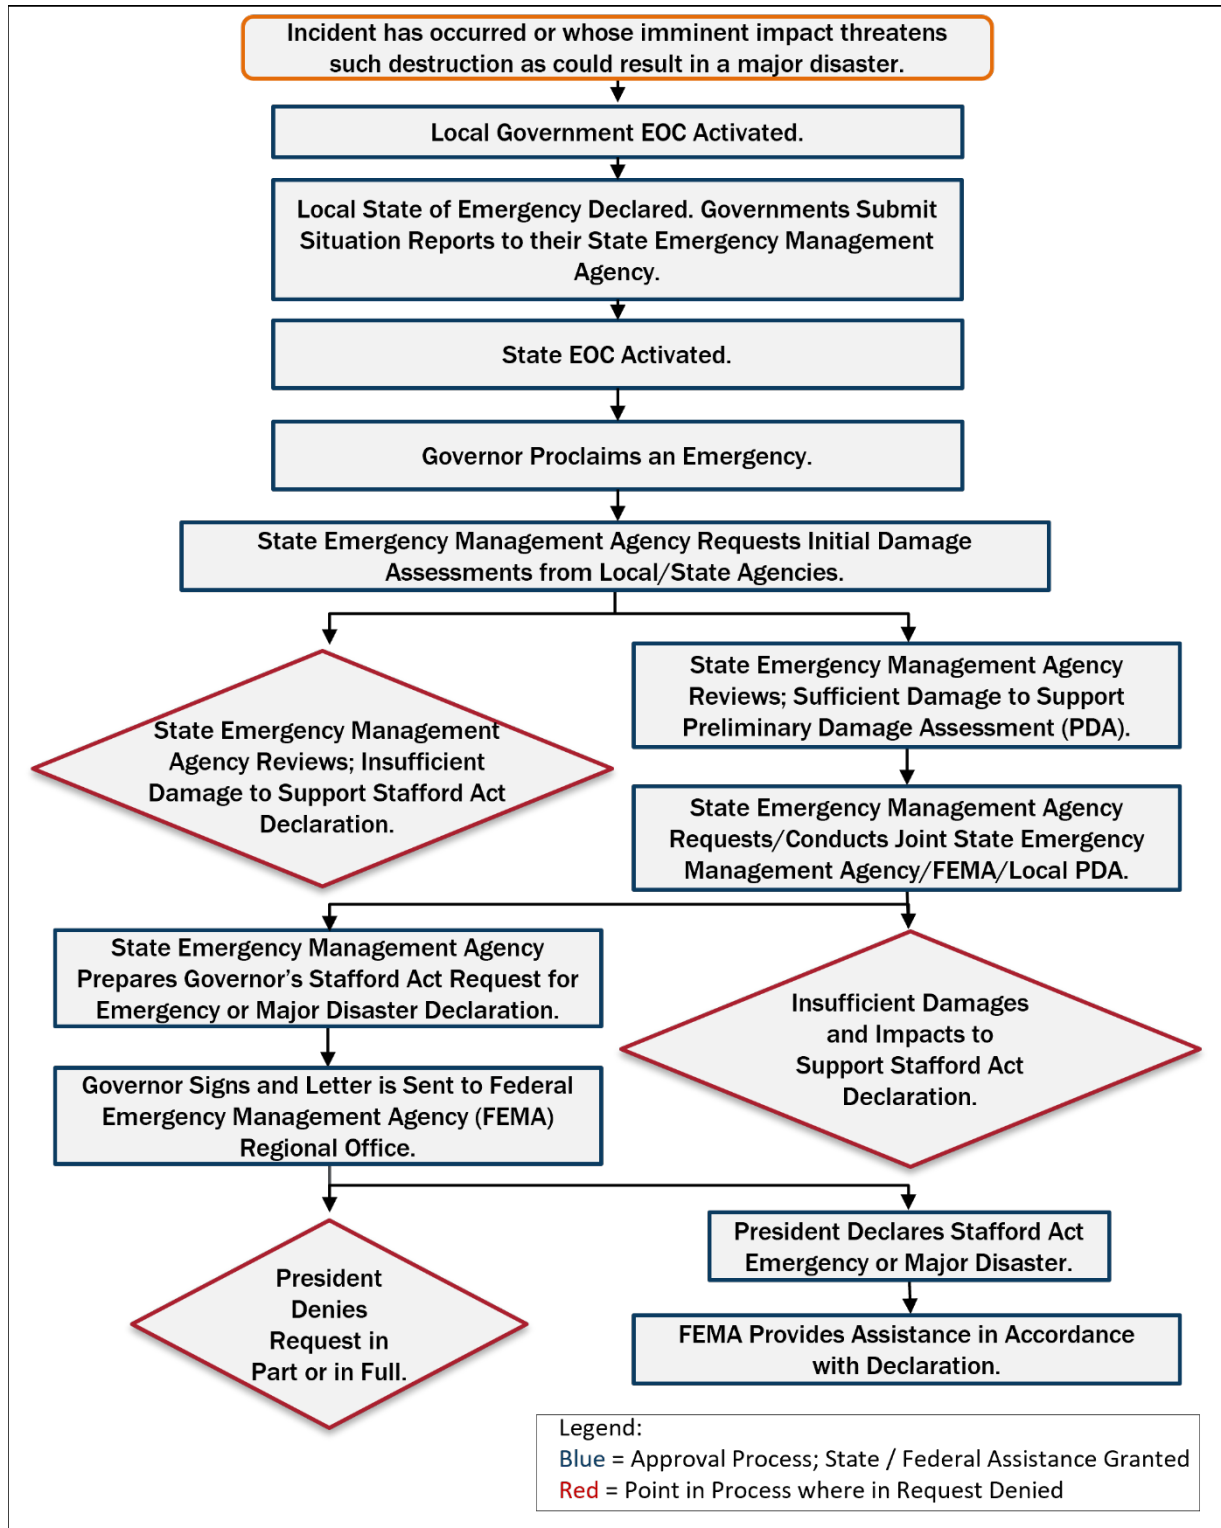 Incident has occurred or whose imminent impact threatens
such destruction as could result in a major disaster.
Local Government EOC Activated.
Local State of Emergency Declared. Governments Submit
Situation Reports to their State Emergency Management
Agency.
State EOC Activated.
Governor Proclaims an Emergency.
State Emergency Management Agency Requests Initial Damage
Assessments from Local/State Agencies.
State Emergency Management
Agency Reviews; Insufficient
Damage to Support Stafford Act
Declaration.
State Emergency Management Agency
Reviews; Sufficient Damage to Support
Preliminary Damage Assessment (PDA).
State Emergency Management Agency
Requests/Conducts Joint State Emergency
Management Agency/FEMA/Local PDA.
State Emergency Management Agency
Prepares Governor’s Stafford Act Request for
Emergency or Major Disaster Declaration.
Insufficient Damages
and Impacts to
Support Stafford Act
Declaration.
Governor Signs and Letter is Sent to Federal
Emergency Management Agency (FEMA)
Regional Office.
President
Denies
Request in
Part or in Full.
President Declares Stafford Act
Emergency or Major Disaster.
FEMA Provides Assistance in Accordance
with Declaration.
Legend:
Blue = Approval Process; State / Federal Assistance Granted
Red = Point in Process where in Request Denied